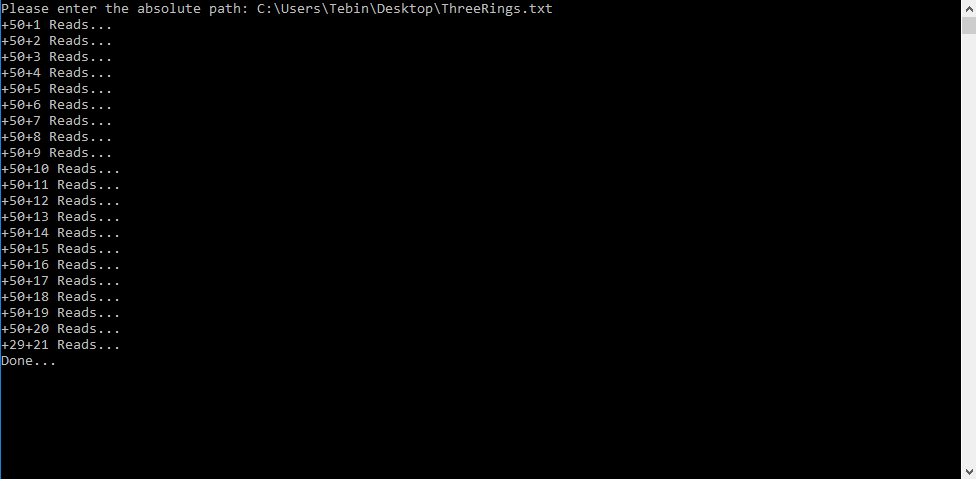 Please enter the absolute path: C:\Users\Tebin\Desktop\ThreeRings.txt
+50+1 Reads...
+50+2 Reads...
+50+3 Reads...
+50+4 Reads...
+50+5 Reads...
+50+6 Reads...
+50+7 Reads...
+50+8 Reads...
+50+9 Reads...
+50+10 Reads...
+50+11 Reads...
+50+12 Reads...
+50+13 Reads...
+50+14 Reads...
+50+15 Reads...
+50+16 Reads...
+50+17 Reads...
+50+18 Reads...
+50+19 Reads...
+50+20 Reads...
+29+21 Reads...
Done...